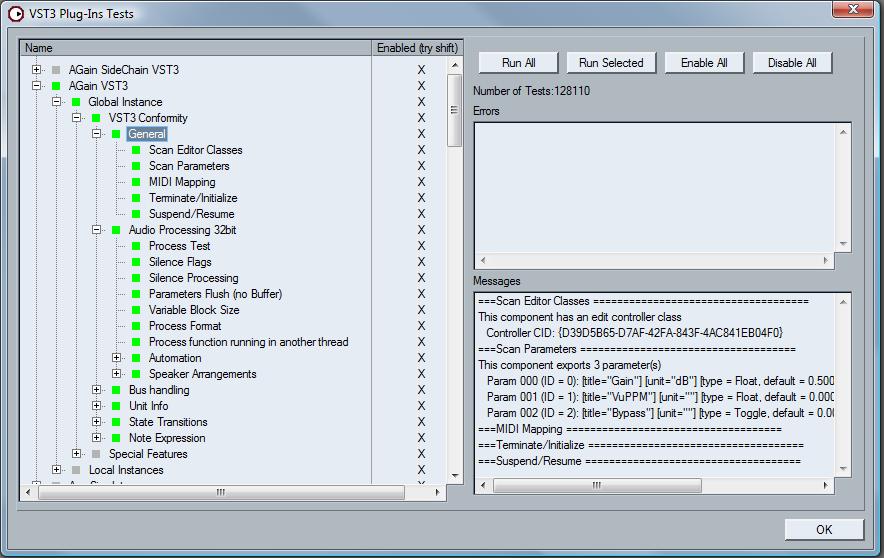 VST3 Plug-Ins Tests
Name Enabled (try shift)
AGain SideChain VST3 X
AGain VST3 X
Global Instance X
VST3 Conformity X
General X
Scan Editor Classes X
Scan Parameters X
MIDI Mapping X
Terminate/Initialize X
Suspend/Resume X
Audio Processing 32bit X
Process Test X
Silence Flags X
Silence Processing X
Parameters Flush (no Buffer) X
Variable Block Size X
Process Format X
Process function running in another thread X
Automation X
Speaker Arrangements X
Bus handling X
Unit Info X
State Transitions X
Note Expression X
Special Features X
Local Instances X
Run All Run Selected Enable All Disable All
Number of Tests:128110
Errors
Messages
===Scan Editor Classes ====================================
This component has an edit controller class
Controller CID: {D39D5B65-D7AF-42FA-843F-4AC841EB04F0}
===Scan Parameters ====================================
This component exports 3 parameter(s)
Param 000 (ID = 0): [title="Gain"] [unit="dB"] [type = Float, default = 0.500
Param 001 (ID = 1): [title="VuPPM"] [unit=""] [type = Float, default = 0.000
Param 002 (ID = 2): [title="Bypass"] [unit=""] [type = Toggle, default = 0.00
===MIDI Mapping ====================================
===Terminate/Initialize ====================================
===Suspend/Resume ====================================
OK